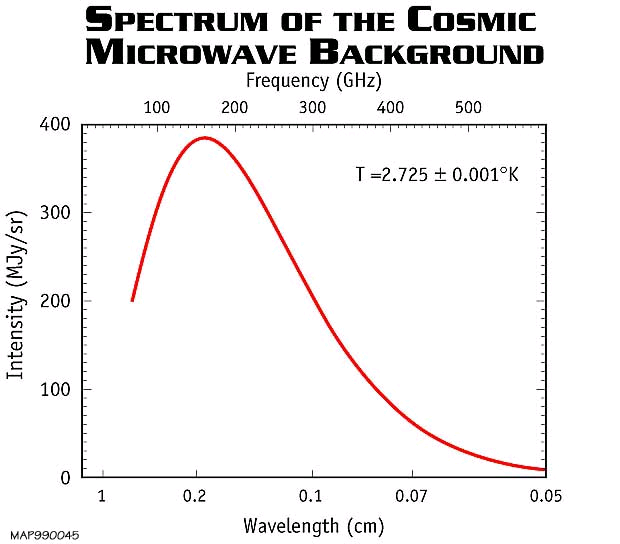 SPECTRUM OF THE COSMIC
MICROWAVE BACKGROUND
Frequency (GHz)
100 200 300 400 500
400
T =2.725 ± 0.001°K
300
200
100
0
Intensity (MJy/sr)
1 0.2 0.1 0.07 0.05
Wavelength (cm)
MAP990045